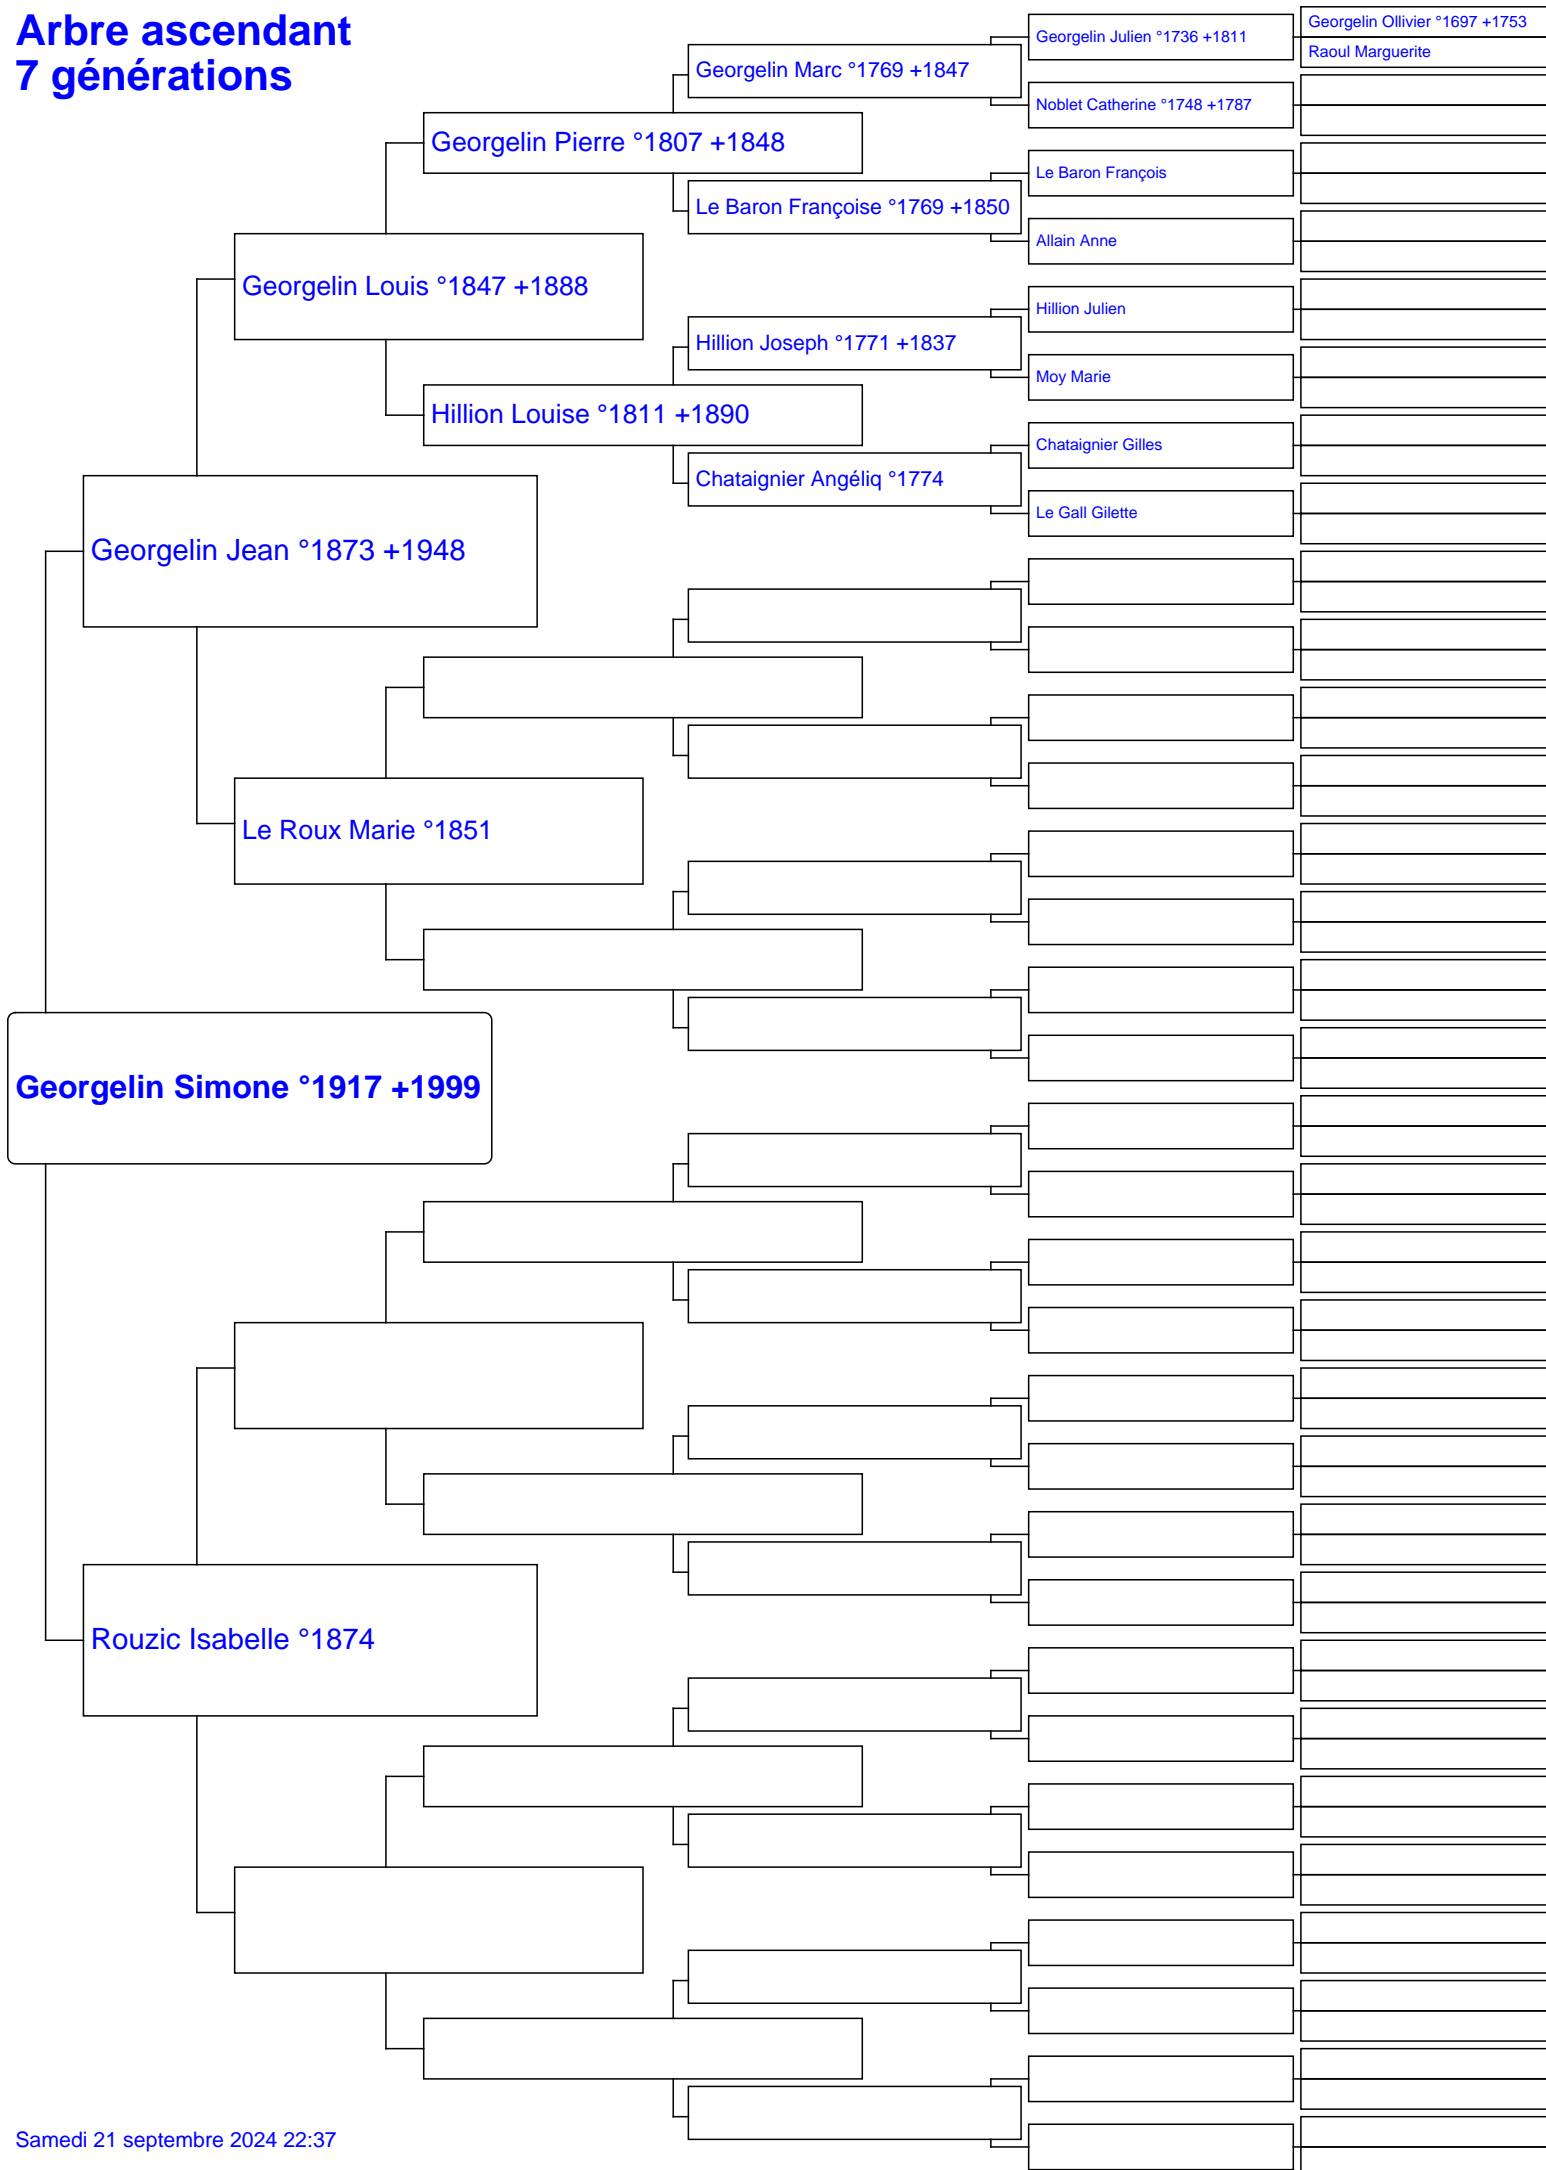 Arbre ascendant
7 générations
Georgelin Ollivier °1697 +1753
Georgelin Julien °1736 +1811
Raoul Marguerite
Georgelin Marc °1769 +1847
Noblet Catherine °1748 +1787
Georgelin Pierre °1807 +1848
Le Baron François
Le Baron Françoise °1769 +1850
Allain Anne
Georgelin Louis °1847 +1888
Hillion Julien
Hillion Joseph °1771 +1837
Moy Marie
Hillion Louise °1811 +1890
Chataignier Gilles
Chataignier Angéliq °1774
Le Gall Gilette
Georgelin Jean °1873 +1948
Le Roux Marie °1851
Georgelin Simone °1917 +1999
Rouzic Isabelle °1874
Samedi 21 septembre 2024 22:37